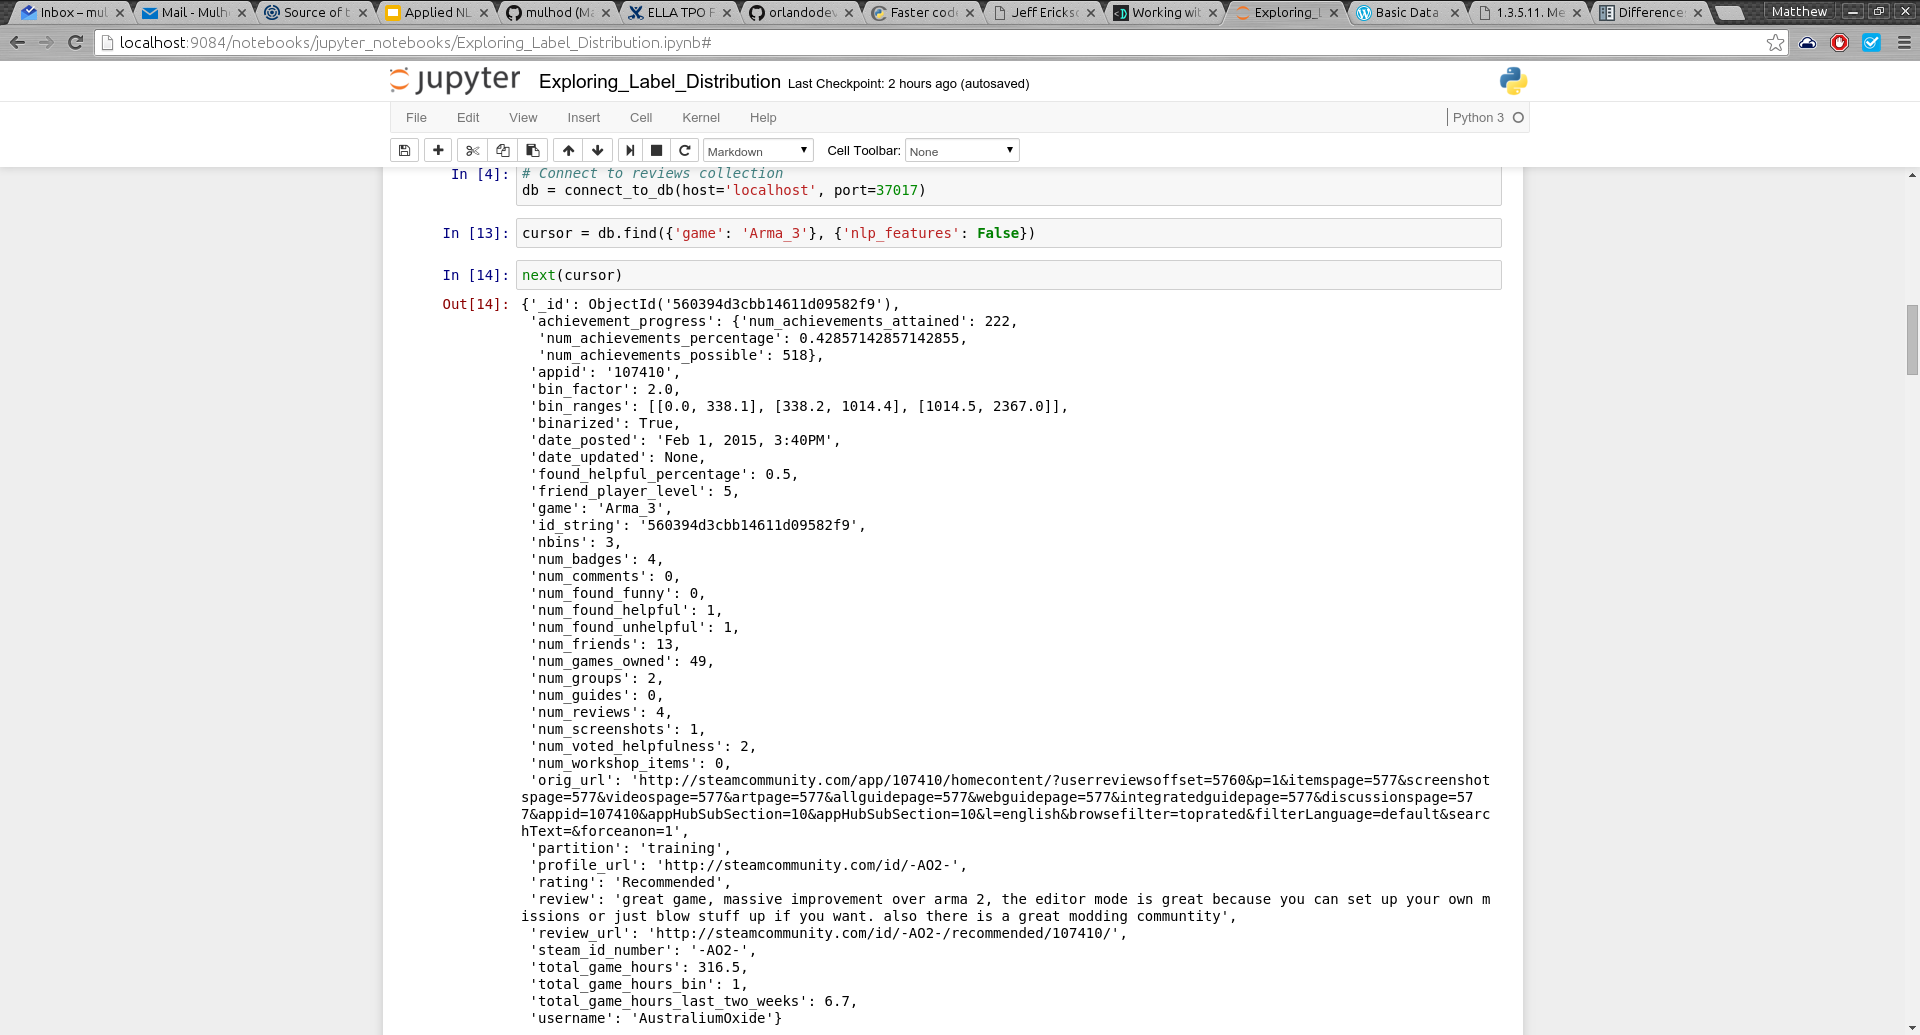 Inbox – mul
Mail - Mulh
Source of t
Applied NL
mulhod (Ma
ELLA TPO F
orlandodev
Faster code
Jeff Erickso
Working wit
Exploring_L
Basic Data
1.3.5.11. Me
Difference
Matthew
localhost:9084/notebooks/jupyter_notebooks/Exploring_Label_Distribution.ipynb#
jupyter Exploring_Label_Distribution Last Checkpoint: 2 hours ago (autosaved)
File Edit View Insert Cell Kernel Help Python 3
Markdown Cell Toolbar: None
In [4]: # Connect to reviews collection
db = connect_to_db(host='localhost', port=37017)
In [13]: cursor = db.find({'game': 'Arma_3'}, {'nlp_features': False})
In [14]: next(cursor)
Out[14]: {'_id': ObjectId('560394d3cbb14611d09582f9'),
'achievement_progress': {'num_achievements_attained': 222,
'num_achievements_percentage': 0.42857142857142855,
'num_achievements_possible': 518},
'appid': '107410',
'bin_factor': 2.0,
'bin_ranges': [[0.0, 338.1], [338.2, 1014.4], [1014.5, 2367.0]],
'binarized': True,
'date_posted': 'Feb 1, 2015, 3:40PM',
'date_updated': None,
'found_helpful_percentage': 0.5,
'friend_player_level': 5,
'game': 'Arma_3',
'id_string': '560394d3cbb14611d09582f9',
'nbins': 3,
'num_badges': 4,
'num_comments': 0,
'num_found_funny': 0,
'num_found_helpful': 1,
'num_found_unhelpful': 1,
'num_friends': 13,
'num_games_owned': 49,
'num_groups': 2,
'num_guides': 0,
'num_reviews': 4,
'num_screenshots': 1,
'num_voted_helpfulness': 2,
'num_workshop_items': 0,
'orig_url': 'http://steamcommunity.com/app/107410/homecontent/?userreviewsoffset=5760&p=1&itemspage=577&screenshot
spage=577&videospage=577&artpage=577&allguidepage=577&webguidepage=577&integratedguidepage=577&discussionspage=57
7&appid=107410&appHubSubSection=10&appHubSubSection=10&l=english&browsefilter=toprated&filterLanguage=default&searc
hText=&forceanon=1',
'partition': 'training',
'profile_url': 'http://steamcommunity.com/id/-AO2-',
'rating': 'Recommended',
'review': 'great game, massive improvement over arma 2, the editor mode is great because you can set up your own m
issions or just blow stuff up if you want. also there is a great modding communtity',
'review_url': 'http://steamcommunity.com/id/-AO2-/recommended/107410/',
'steam_id_number': '-AO2-',
'total_game_hours': 316.5,
'total_game_hours_bin': 1,
'total_game_hours_last_two_weeks': 6.7,
'username': 'AustraliumOxide'}